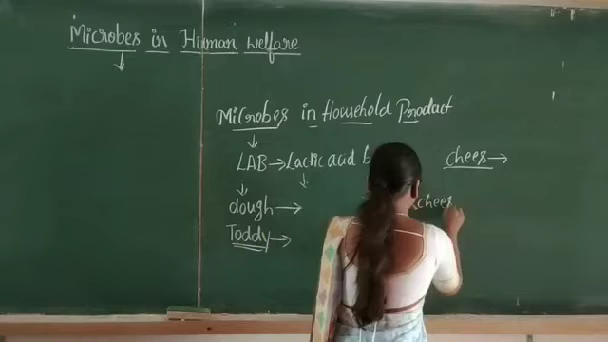 Microbes in Human welfare
↓
Microbes in Household Product
↓
LAB → Lactic acid b
↓ ↓
dough →
Toddy →
chees →
chees